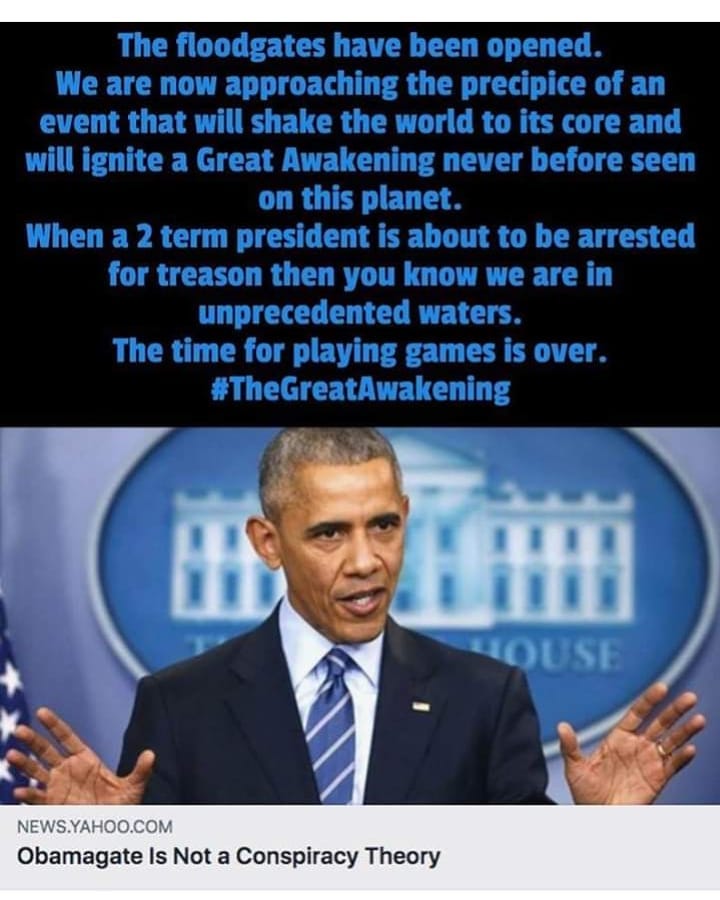 The floodgates have been opened.
We are now approaching the precipice of an
event that will shake the world to its core and
will ignite a Great Awakening never before seen
on this planet.
When a 2 term president is about to be arrested
for treason then you know we are in
unprecedented waters.
The time for playing games is over.
#TheGreatAwakening
HOUSE
NEWS.YAHOO.COM
Obamagate Is Not a Conspiracy Theory